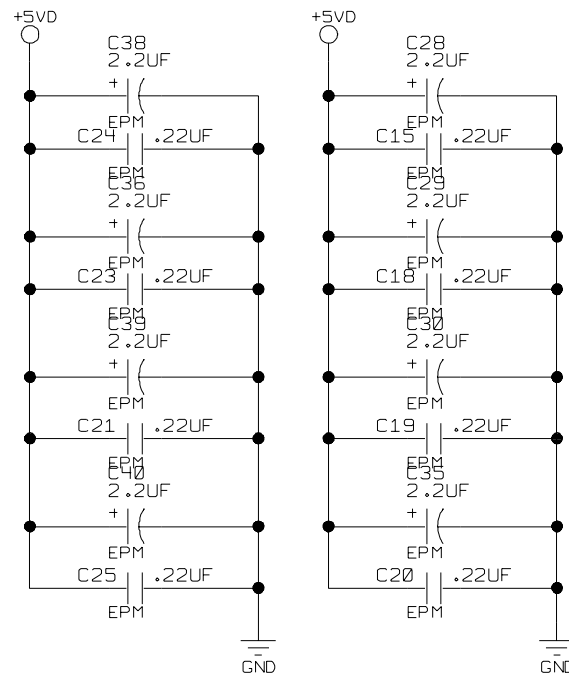 +5VD
C38
2.2UF
+
EPM
C24 .22UF
EPM
C36
2.2UF
+
EPM
C23 .22UF
EPM
C39
2.2UF
+
EPM
C21 .22UF
EPM
C40
2.2UF
+
EPM
C25 .22UF
EPM
GND
+5VD
C28
2.2UF
+
EPM
C15 .22UF
EPM
C29
2.2UF
+
EPM
C18 .22UF
EPM
C30
2.2UF
+
EPM
C19 .22UF
EPM
C35
2.2UF
+
EPM
C20 .22UF
EPM
GND